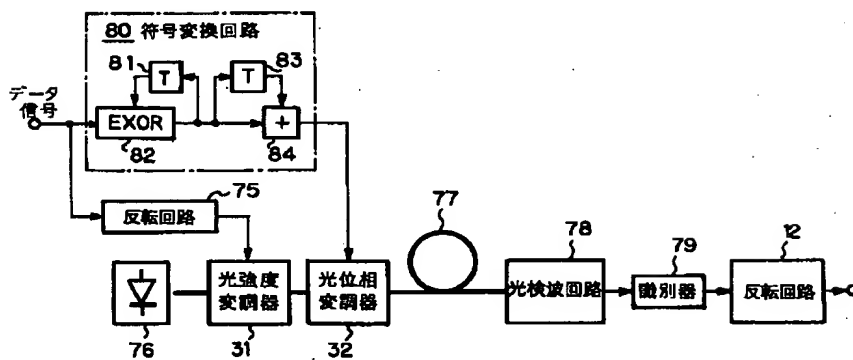 80 符号変換回路
81
83
T
T
データ
信号
EXOR
+
82
84
75
反転回路
77
78
79
12
光強度
変調器
光位相
変調器
光検波回路
識別器
反転回路
76
31
32